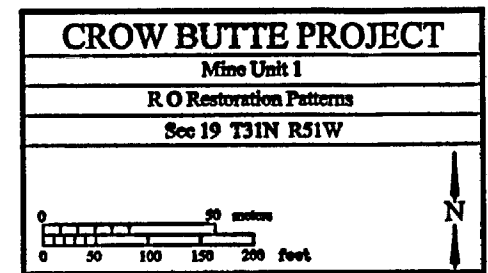 CROW BUTTE PROJECT
Mine Unit 1
R O Restoration Patterns
Sec 19 T31N R51W
N
0 50 meters
0 50 100 150 200 feet